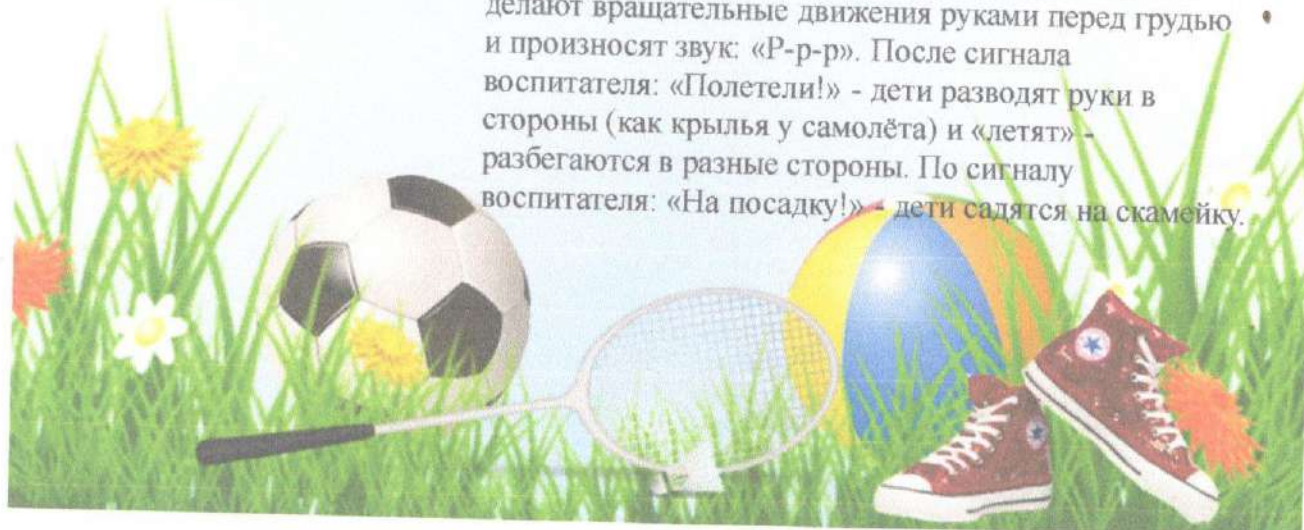 делают вращательные движения руками перед грудью
и произносят звук: «Р-р-р». После сигнала
воспитателя: «Полетели!» - дети разводят руки в
стороны (как крылья у самолёта) и «летят» -
разбегаются в разные стороны. По сигналу
воспитателя: «На посадку!» - дети садятся на скамейку.